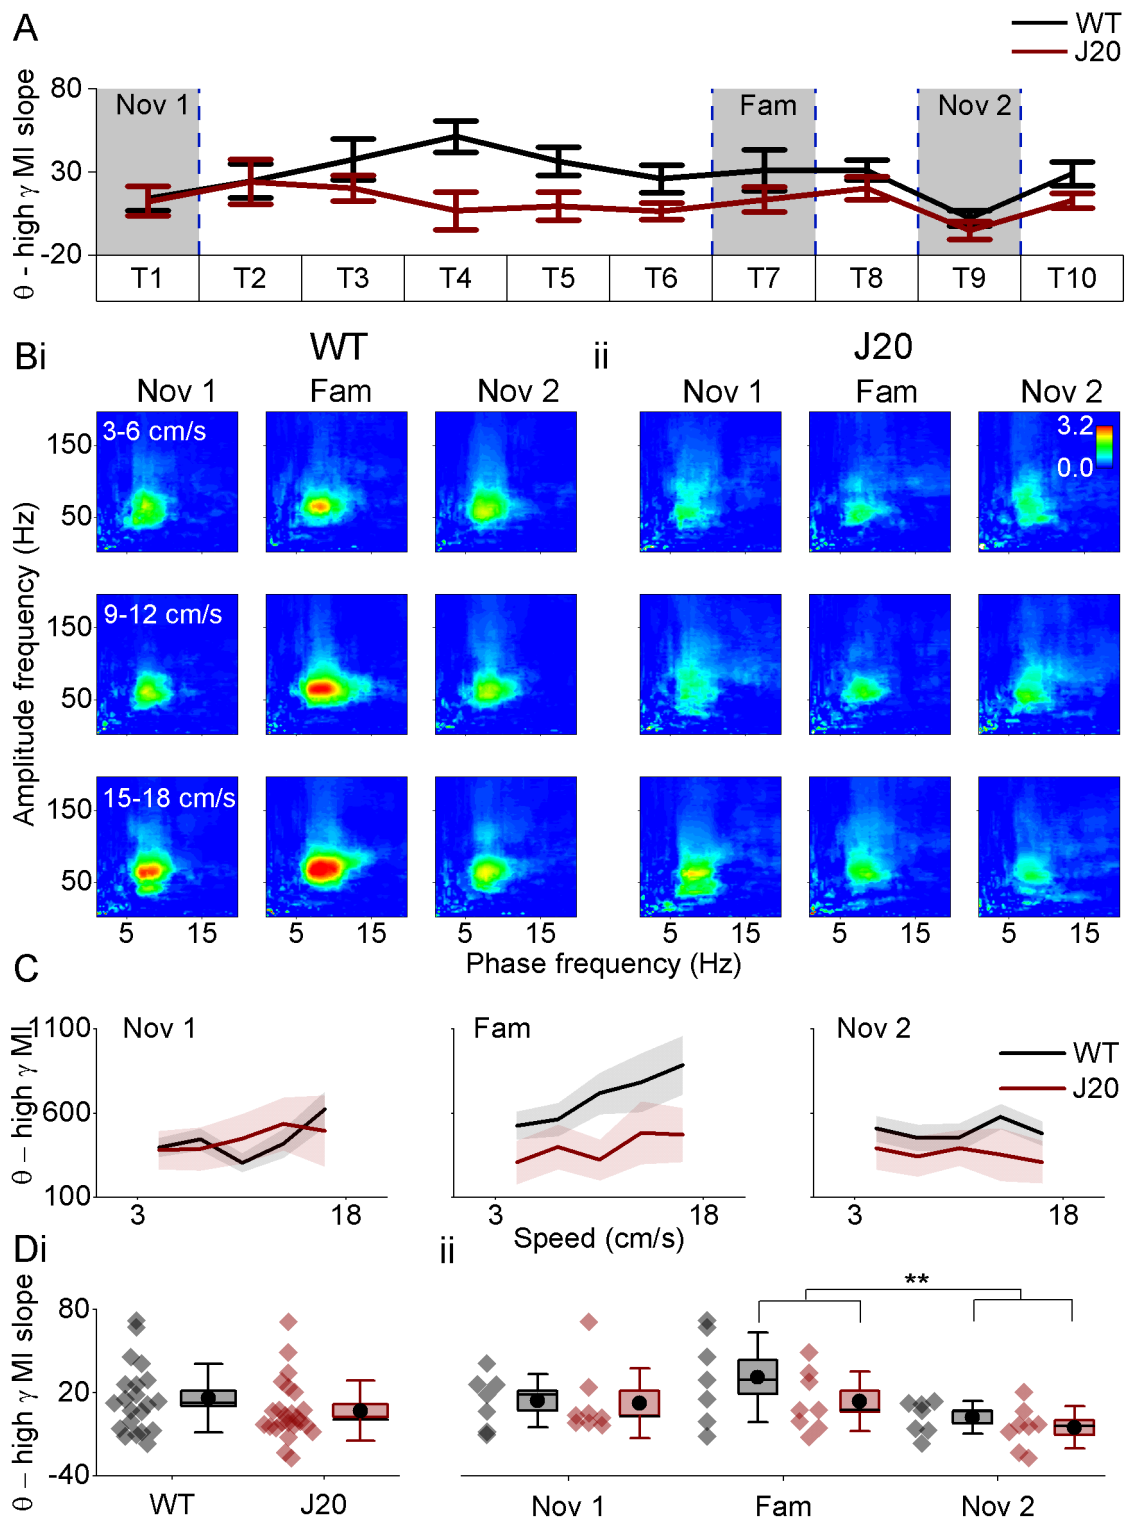 A
WT
J20
θ - high γ MI slope
80
30
-20
Nov 1
Fam
Nov 2
T1 T2 T3 T4 T5 T6 T7 T8 T9 T10
Bi WT ii J20
Nov 1 Fam Nov 2 Nov 1 Fam Nov 2
3-6 cm/s
3.2
0.0
150
50
9-12 cm/s
150
50
15-18 cm/s
150
50
Amplitude frequency (Hz)
5 15 5 15 5 15 5 15 5 15 5 15
Phase frequency (Hz)
C
θ – high γ MI
1100
600
100
Nov 1
Fam
Nov 2
WT
J20
3 18 3 18 3 18
Speed (cm/s)
Di ii
θ – high γ MI slope
80
20
-40
**
WT J20 Nov 1 Fam Nov 2